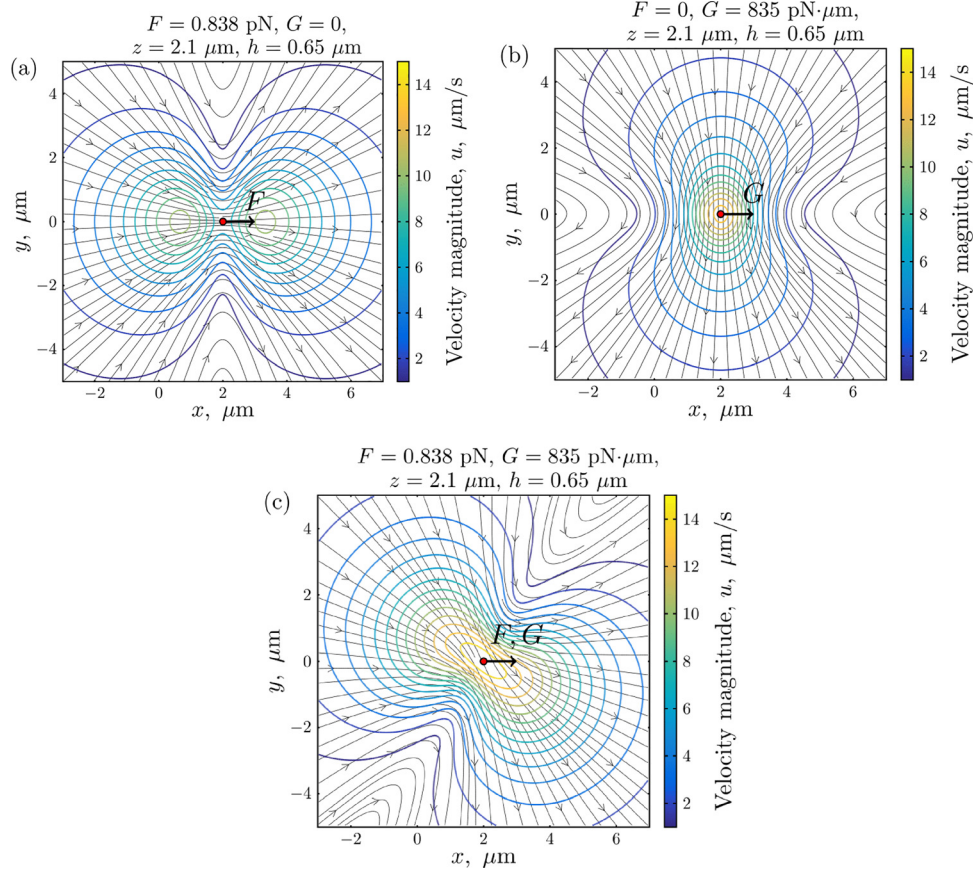 F = 0.838 pN, G = 0,
z = 2.1 μm, h = 0.65 μm
(a)
y, μm
4
2
0
−2
−4
F
−2 0 2 4 6
x, μm
14
12
10
8
6
4
2
Velocity magnitude, u, μm/s
F = 0, G = 835 pN·μm,
z = 2.1 μm, h = 0.65 μm
(b)
y, μm
4
2
0
−2
−4
G
−2 0 2 4 6
x, μm
14
12
10
8
6
4
2
Velocity magnitude, u, μm/s
F = 0.838 pN, G = 835 pN·μm,
z = 2.1 μm, h = 0.65 μm
(c)
y, μm
4
2
0
−2
−4
F, G
−2 0 2 4 6
x, μm
14
12
10
8
6
4
2
Velocity magnitude, u, μm/s